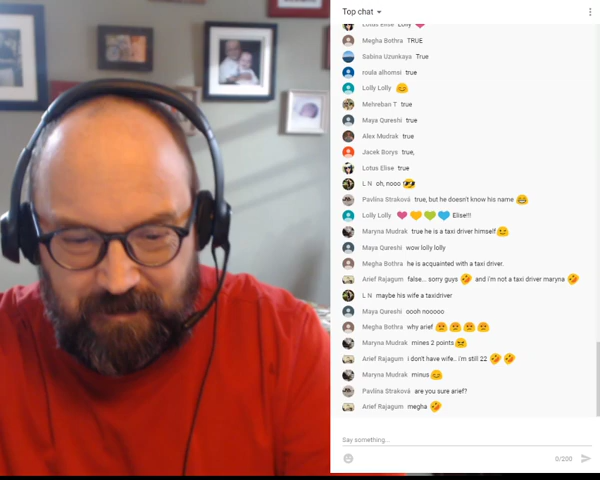 Top chat
Lotus Elise Lolly
Megha Bothra TRUE
Sabina Uzunkaya True
roula alhomsi true
Lolly Lolly 😊
Mehreban T true
Maya Qureshi true
Alex Mudrak true
Jacek Borys true,
Lotus Elise true
L N oh, nooo
Pavlína Straková true, but he doesn't know his name 😂
Lolly Lolly 💗 🧡 💚 💙 Elise!!!
Maryna Mudrak true he is a taxi driver himself
Maya Qureshi wow lolly lolly
Megha Bothra he is acquainted with a taxi driver.
Arief Rajagum false... sorry guys 🤣 and i'm not a taxi driver maryna 🤣
L N maybe his wife a taxidriver
Maya Qureshi oooh nooooo
Megha Bothra why arief
Maryna Mudrak mines 2 points
Arief Rajagum i don't have wife.. i'm still 22 🤣 🤣
Maryna Mudrak minus 😊
Pavlína Straková are you sure arief?
Arief Rajagum megha 🤣
Say something...
0/200